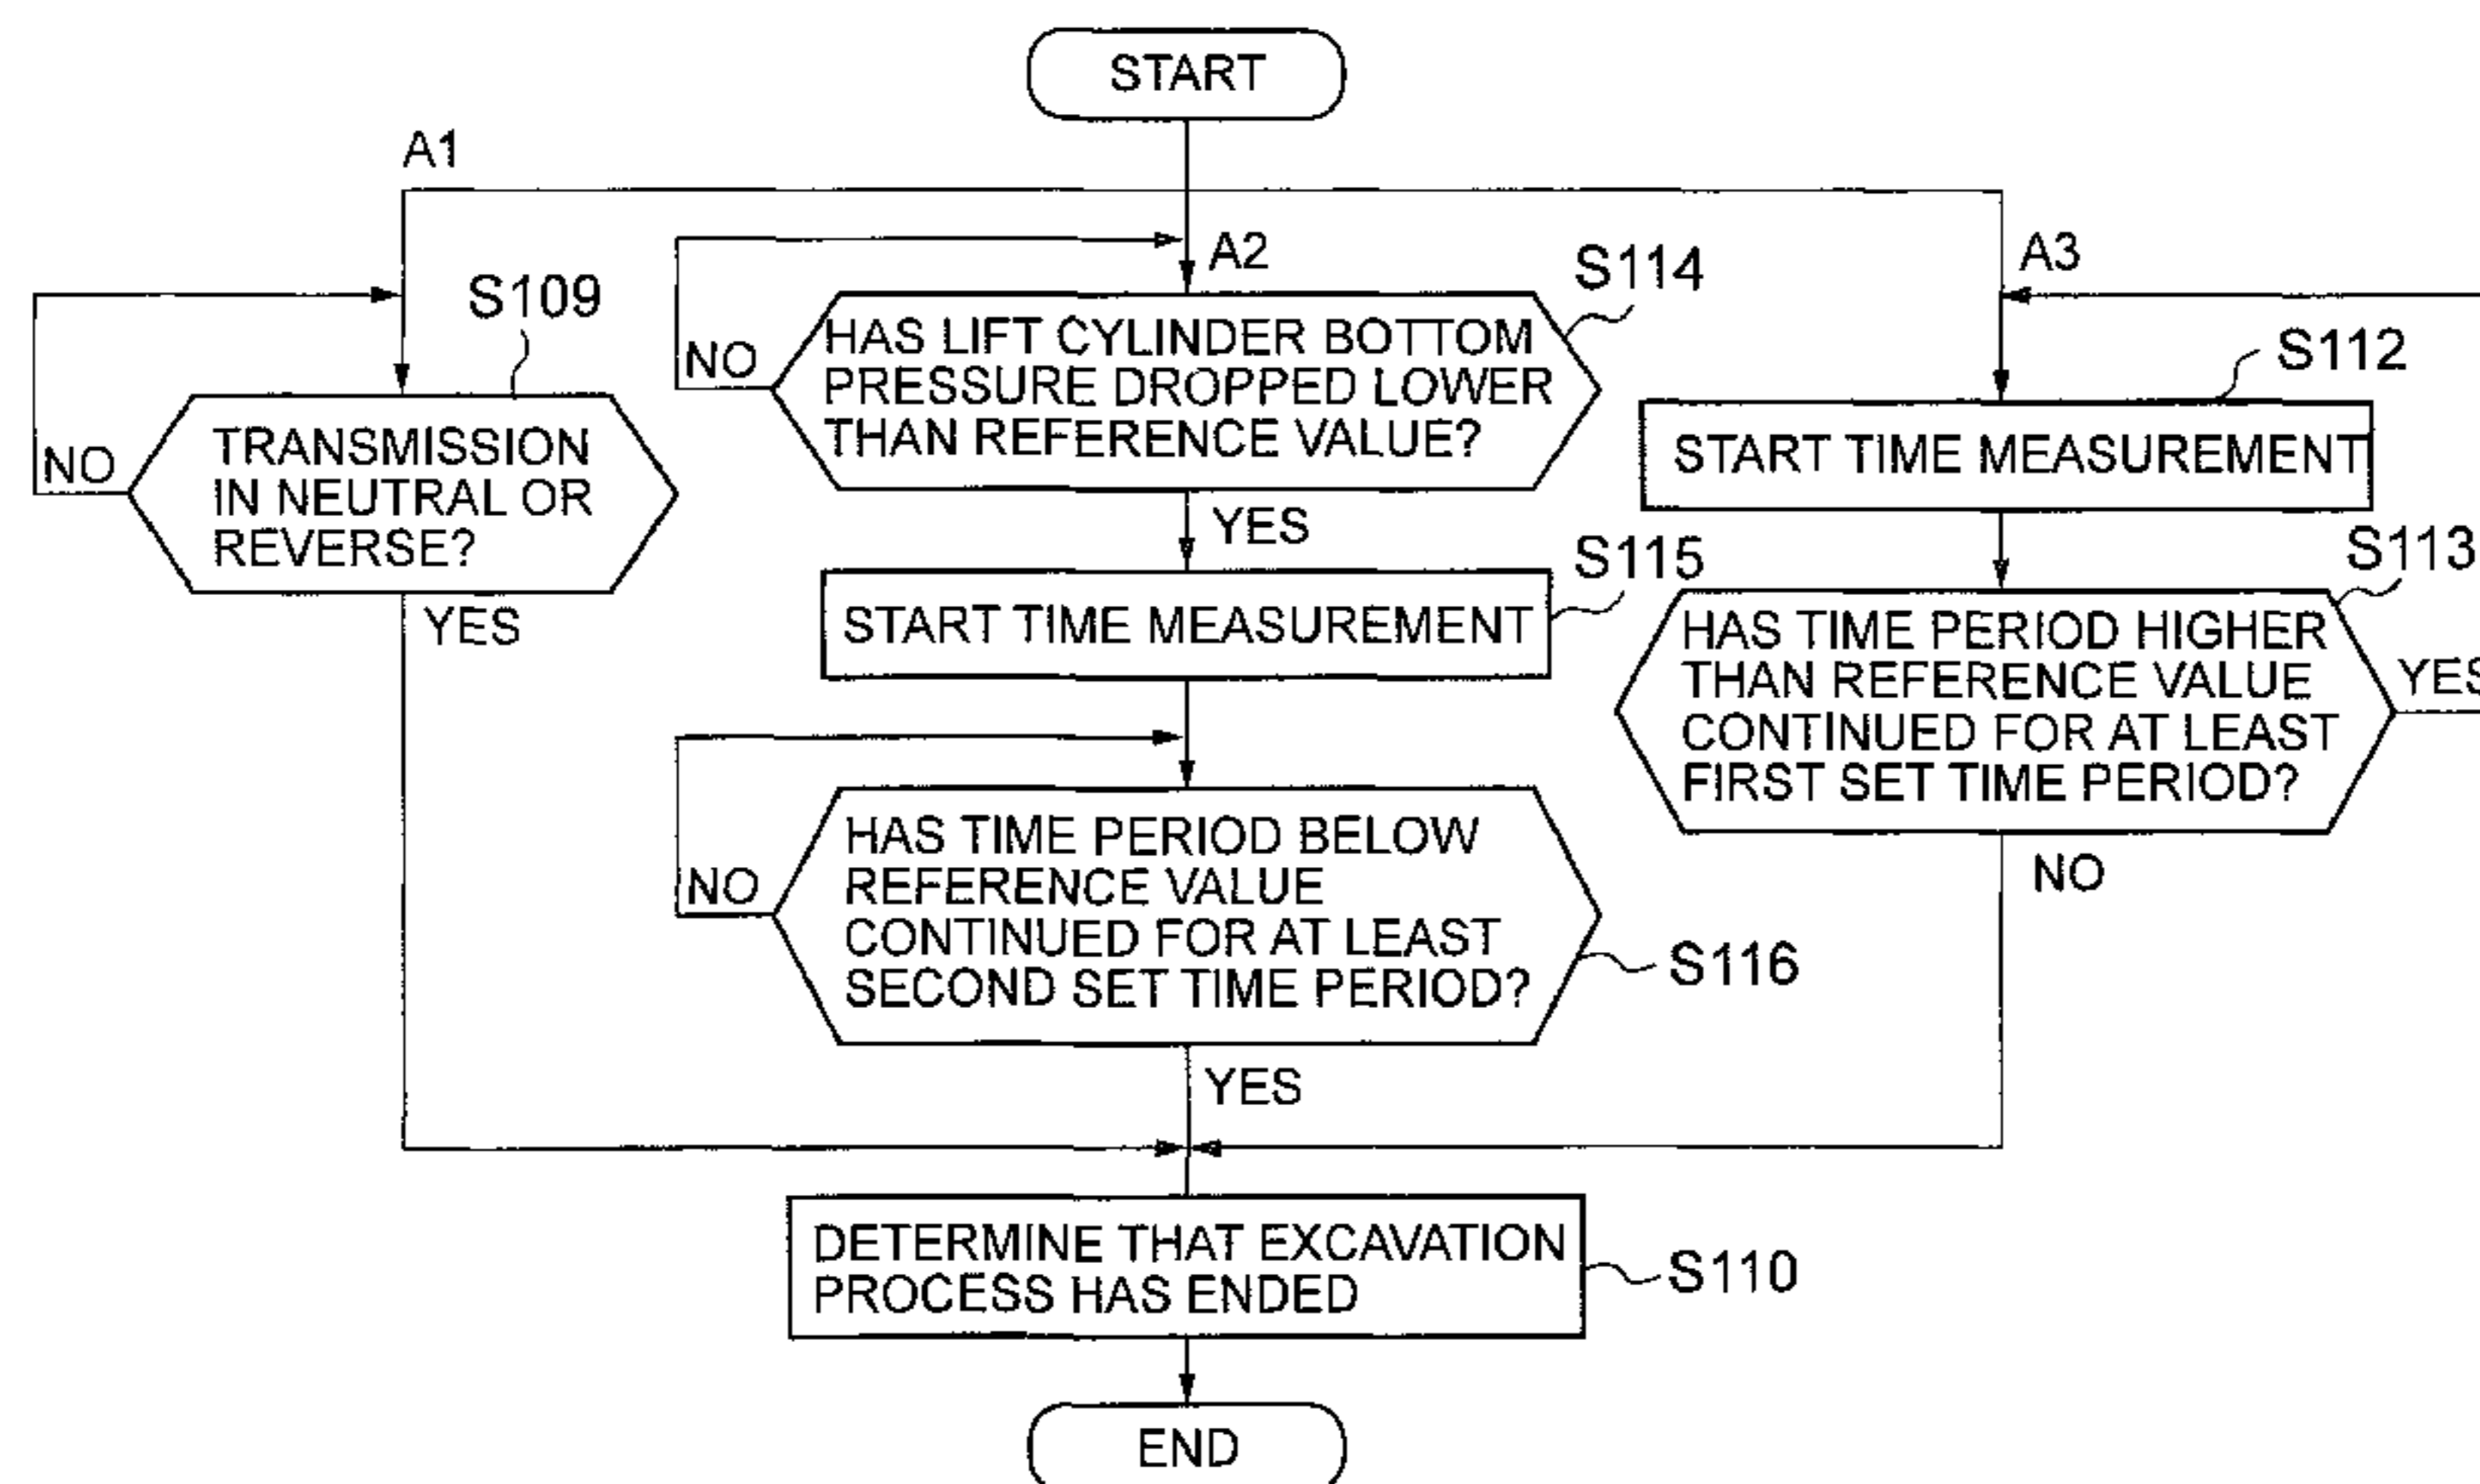 START
A1
A2
A3
S109
NO
TRANSMISSION
IN NEUTRAL OR
REVERSE?
YES
S114
NO
HAS LIFT CYLINDER BOTTOM
PRESSURE DROPPED LOWER
THAN REFERENCE VALUE?
YES
S115
START TIME MEASUREMENT
NO
HAS TIME PERIOD BELOW
REFERENCE VALUE
CONTINUED FOR AT LEAST
SECOND SET TIME PERIOD?
S116
YES
S112
START TIME MEASUREMENT
S113
HAS TIME PERIOD HIGHER
THAN REFERENCE VALUE
CONTINUED FOR AT LEAST
FIRST SET TIME PERIOD?
YES
NO
DETERMINE THAT EXCAVATION
PROCESS HAS ENDED
S110
END